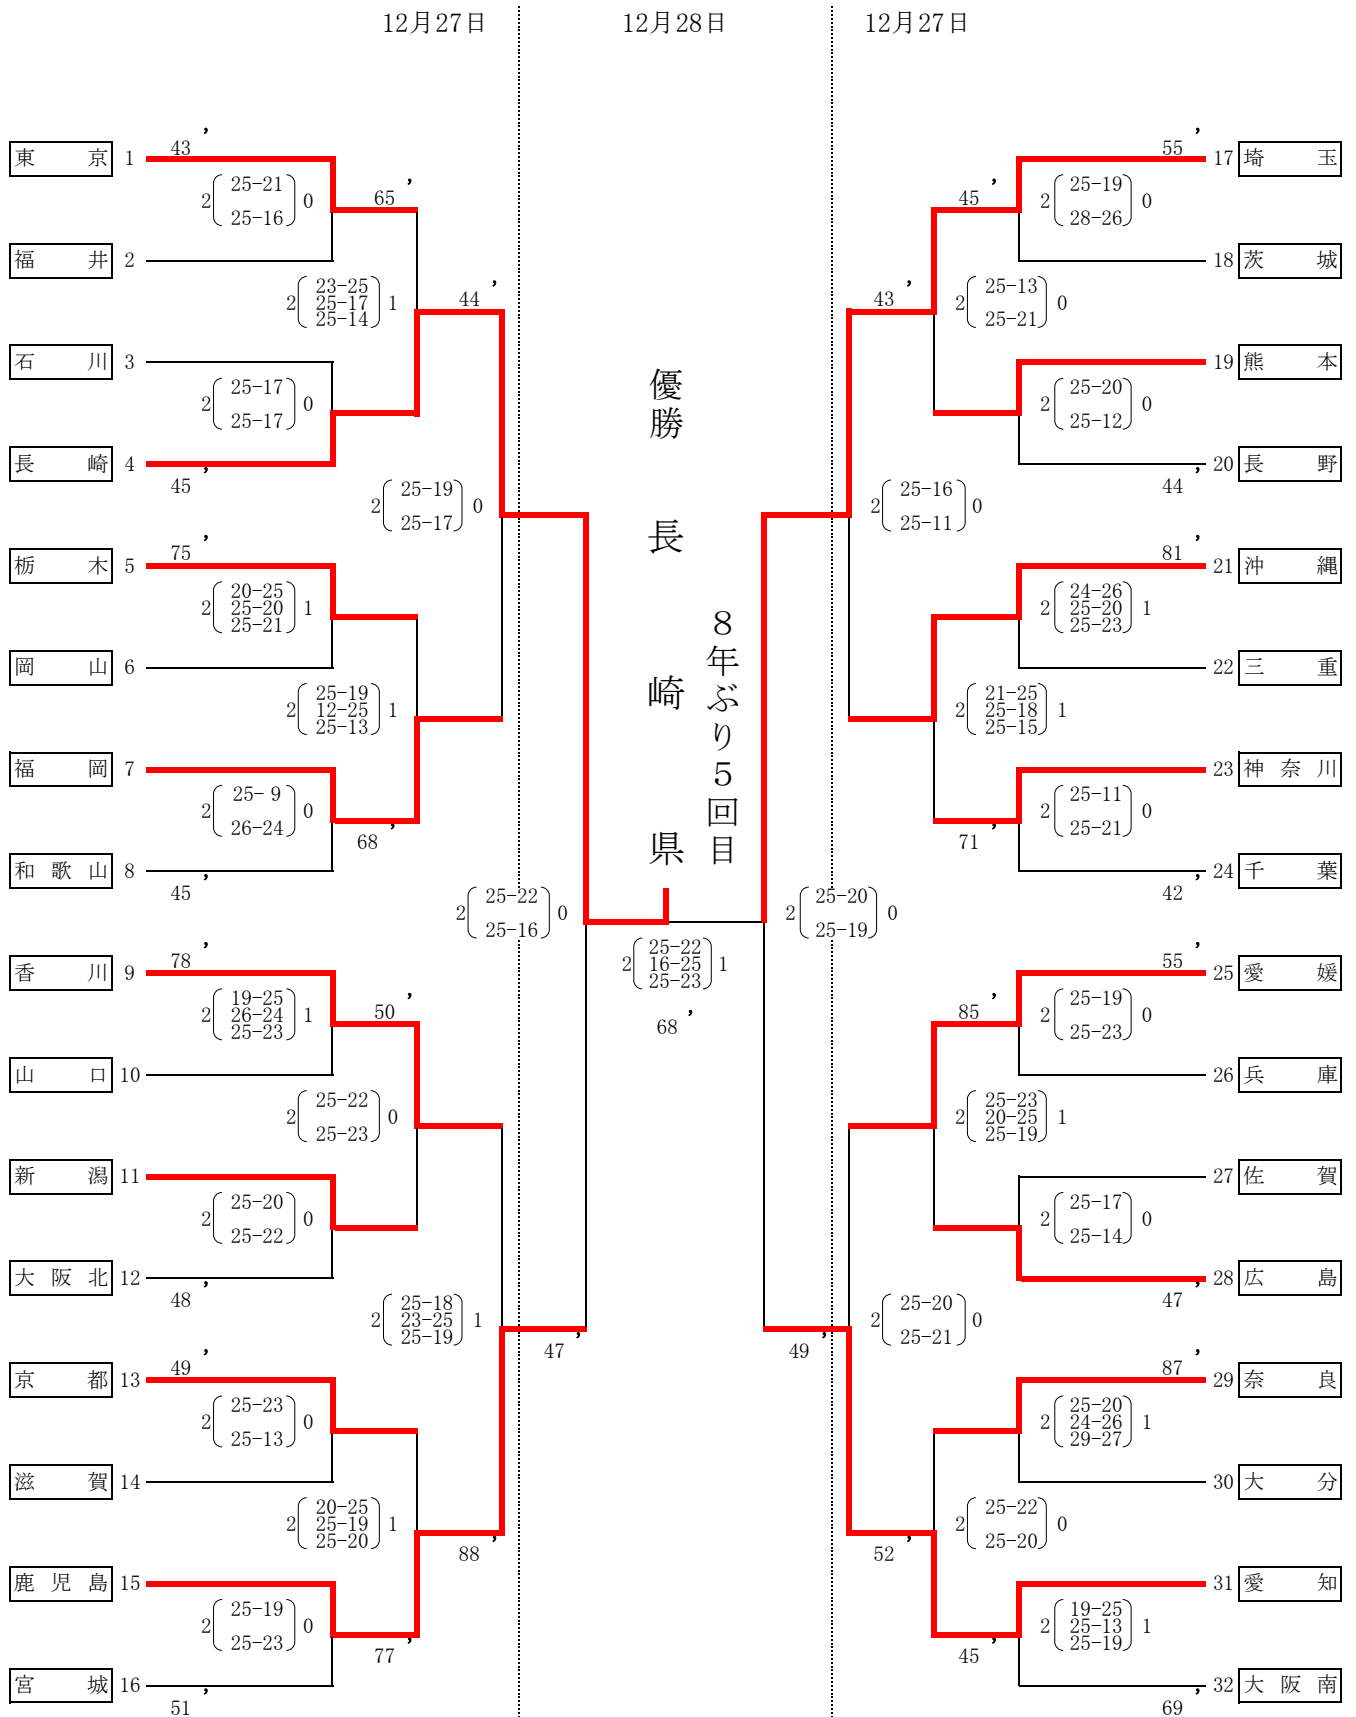 12月27日
12月28日
12月27日
43 ’
55 ’
東京 1
17 埼玉
65 ’
45 ’
2 25-21 0
25-16
2 25-19 0
28-26
福井 2
18 茨城
44 ’
43 ’
23-25
2 25-17 1
25-14
2 25-13 0
25-21
石川 3
19 熊本
2 25-17 0
25-17
2 25-20 0
25-12
長崎 4
20 長野
45 ’
44 ’
2 25-19 0
25-17
2 25-16 0
25-11
75 ’
81 ’
栃木 5
21 沖縄
20-25
2 25-20 1
25-21
24-26
2 25-20 1
25-23
岡山 6
22 三重
25-19
2 12-25 1
25-13
21-25
2 25-18 1
25-15
福岡 7
23 神奈川
2 25- 9 0
26-24
2 25-11 0
25-21
68 ’
71 ’
和歌山 8
24 千葉
45 ’
42 ’
優勝
長崎県
8年ぶり5回目
2 25-22 0
25-16
2 25-20 0
25-19
25-22
2 16-25 1
25-23
68 ’
78 ’
55 ’
香川 9
25 愛媛
50 ’
85 ’
19-25
2 26-24 1
25-23
2 25-19 0
25-23
山口 10
26 兵庫
2 25-22 0
25-23
25-23
2 20-25 1
25-19
新潟 11
27 佐賀
2 25-20 0
25-22
2 25-17 0
25-14
大阪北 12
28 広島
48 ’
47 ’
25-18
2 23-25 1
25-19
2 25-20 0
25-21
47 ’
49 ’
49 ’
87 ’
京都 13
29 奈良
2 25-23 0
25-13
25-20
2 24-26 1
29-27
滋賀 14
30 大分
20-25
2 25-19 1
25-20
2 25-22 0
25-20
88 ’
52 ’
鹿児島 15
31 愛知
2 25-19 0
25-23
19-25
2 25-13 1
25-19
77 ’
45 ’
宮城 16
32 大阪南
51 ’
69 ’